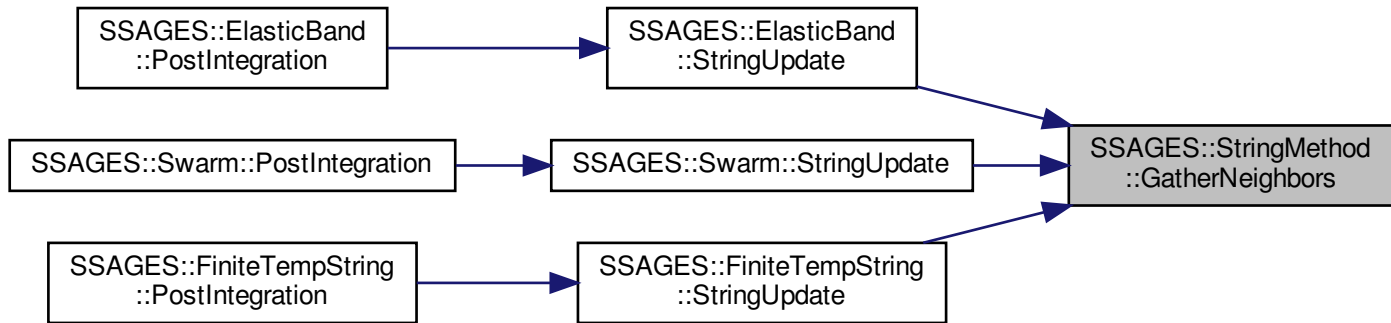 SSAGES::ElasticBand
::PostIntegration
SSAGES::ElasticBand
::StringUpdate
SSAGES::Swarm::PostIntegration
SSAGES::Swarm::StringUpdate
SSAGES::StringMethod
::GatherNeighbors
SSAGES::FiniteTempString
::PostIntegration
SSAGES::FiniteTempString
::StringUpdate